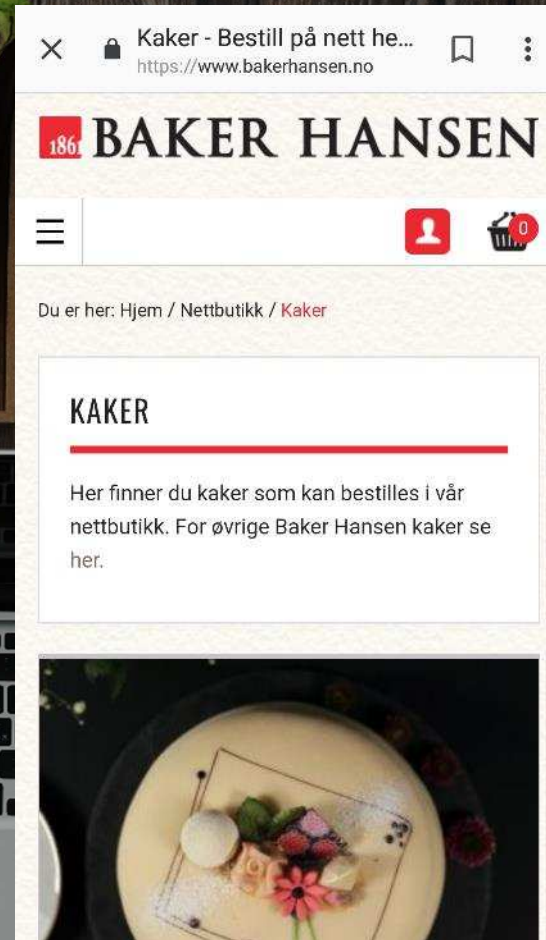 Kaker - Bestill på nett he...
https://www.bakerhansen.no
1861 BAKER HANSEN
0
Du er her: Hjem / Nettbutikk / Kaker
KAKER
Her finner du kaker som kan bestilles i vår
nettbutikk. For øvrige Baker Hansen kaker se
her.